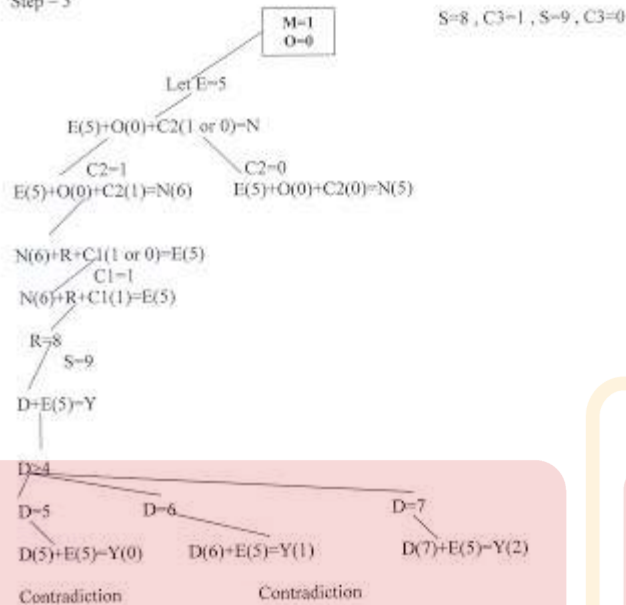 Step – 3
M=1
O=0
S=8 , C3=1 , S=9 , C3=0
Let E=5
E(5)+O(0)+C2(1 or 0)=N
C2=1
C2=0
E(5)+O(0)+C2(1)=N(6)
E(5)+O(0)+C2(0)=N(5)
N(6)+R+C1(1 or 0)=E(5)
C1=1
N(6)+R+C1(1)=E(5)
R=8
S=9
D+E(5)=Y
D>4
D=5
D=6
D=7
D(5)+E(5)=Y(0)
D(6)+E(5)=Y(1)
D(7)+E(5)=Y(2)
Contradiction
Contradiction